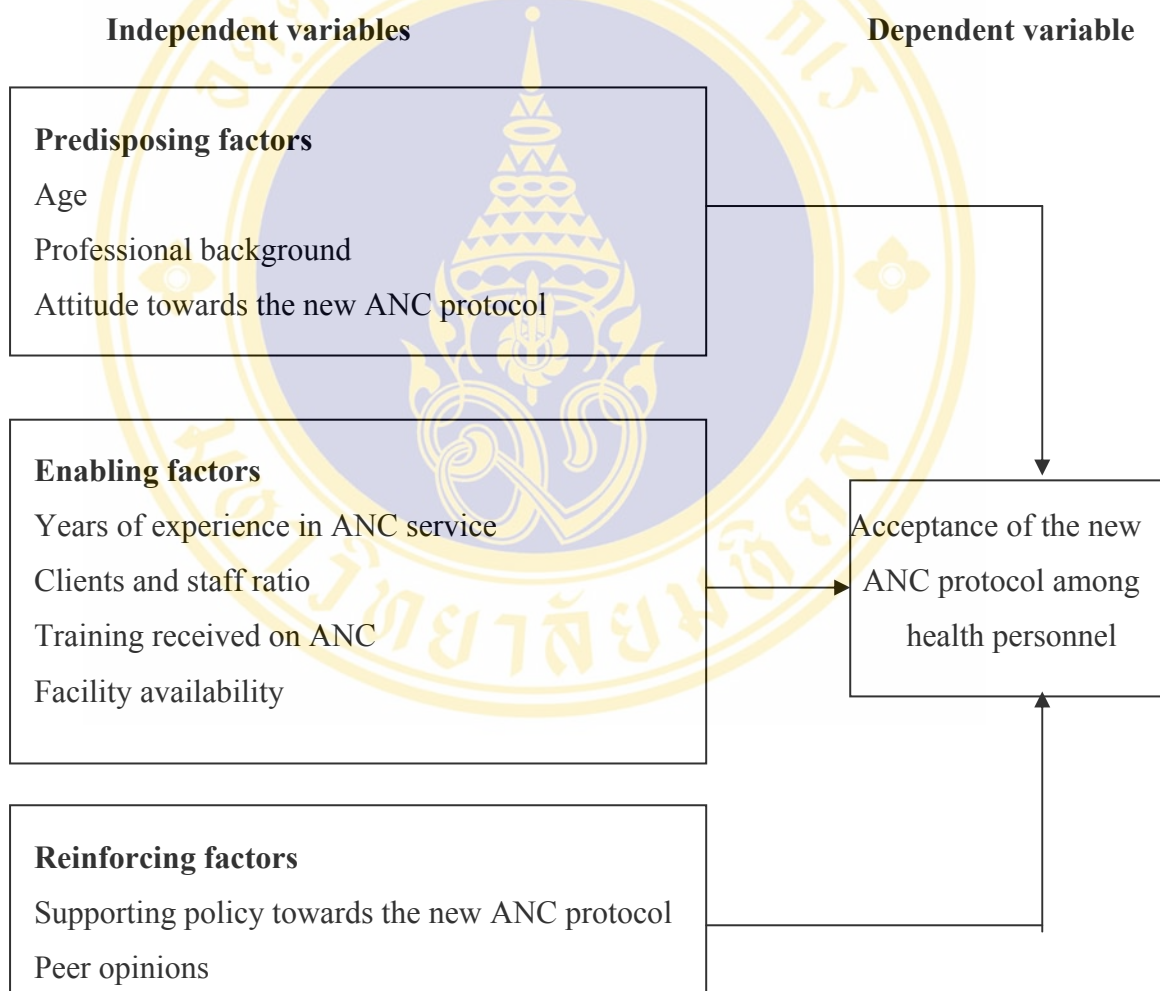 Independent variables
Dependent variable
Predisposing factors
Age
Professional background
Attitude towards the new ANC protocol
Enabling factors
Years of experience in ANC service
Clients and staff ratio
Training received on ANC
Facility availability
Acceptance of the new
ANC protocol among
health personnel
Reinforcing factors
Supporting policy towards the new ANC protocol
Peer opinions